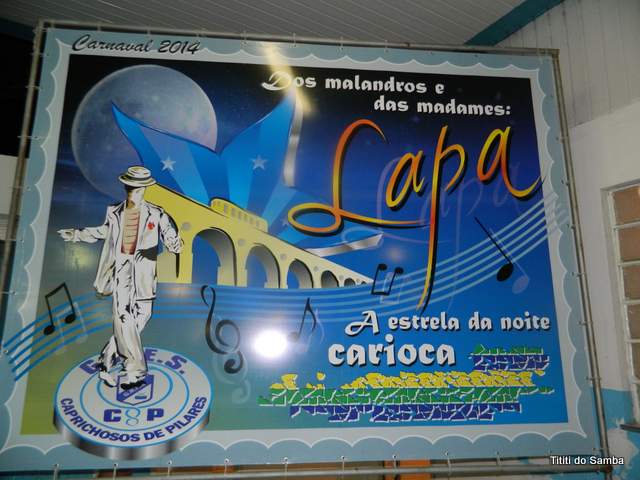 Carnaval 2014
Dos malandros e
das madames:
Lapa
A estrela da noite
carioca
G.R.E.S.
CP
CAPRICHOSOS DE PILARES
Tititi do Samba